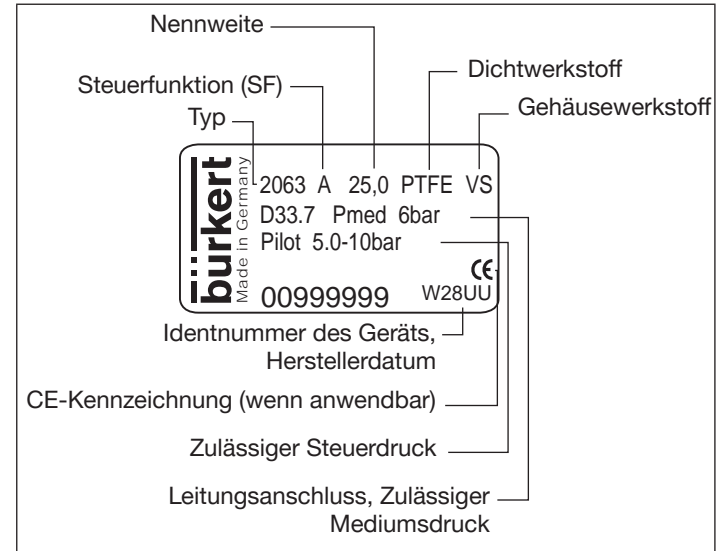 Nennweite
Steuerfunktion (SF)
Typ
Dichtwerkstoff
Gehäusewerkstoff
bürkert
Made in Germany
2063 A 25,0 PTFE VS
D33.7 Pmed 6bar
Pilot 5.0-10bar
CE
00999999 W28UU
Identnummer des Geräts,
Herstellerdatum
CE-Kennzeichnung (wenn anwendbar)
Zulässiger Steuerdruck
Leitungsanschluss, Zulässiger
Mediumsdruck